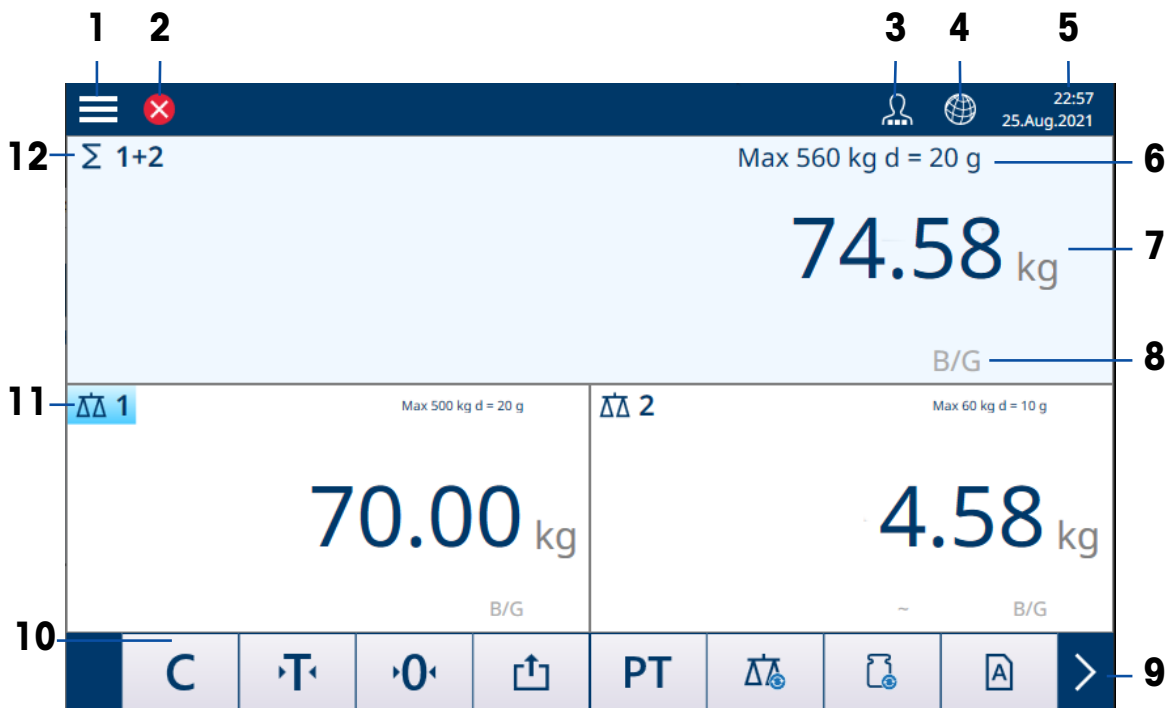 1 2 3 4 5
22:57
25.Aug.2021
12 Σ 1+2 Max 560 kg d = 20 g 6
74.58 kg 7
B/G 8
11 1 Max 500 kg d = 20 g 2 Max 60 kg d = 10 g
70.00 kg 4.58 kg
B/G ~ B/G
10
C T 0 PT A 9